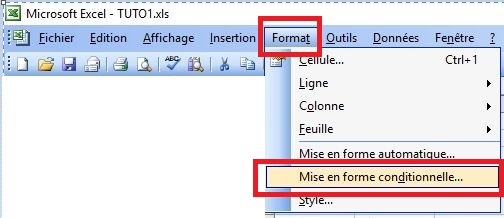 Microsoft Excel - TUTO1.xls
Fichier Edition Affichage Insertion Format Outils Données Fenêtre ?
Cellule... Ctrl+1
Ligne
Colonne
Feuille
Mise en forme automatique...
Mise en forme conditionnelle...
Style...